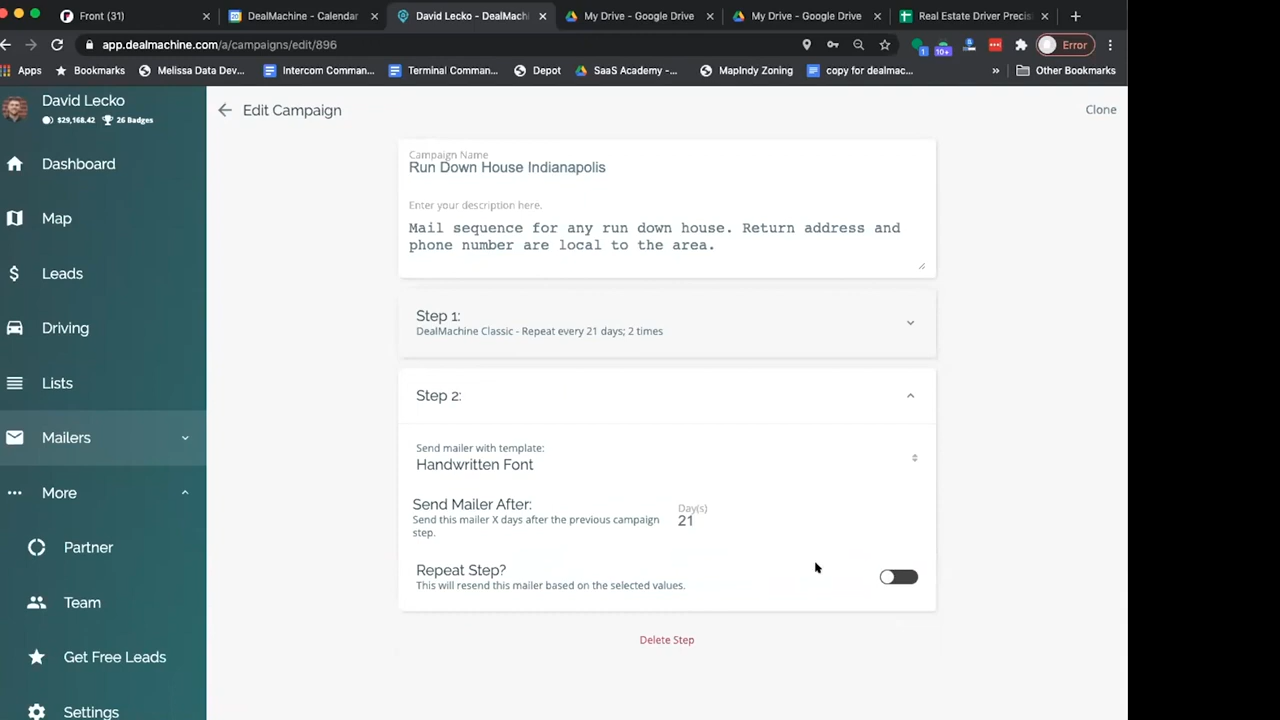 Front (31)
DealMachine - Calendar
David Lecko - DealMachi
My Drive - Google Drive
My Drive - Google Drive
Real Estate Driver Precis
app.dealmachine.com/a/campaigns/edit/896
Error
Apps
Bookmarks
Melissa Data Dev...
Intercom Comman...
Terminal Comman...
Depot
SaaS Academy -...
MapIndy Zoning
copy for dealmac...
»
Other Bookmarks
1
10+
David Lecko
$29,168.42 26 Badges
Dashboard
Map
Leads
Driving
Lists
Mailers
More
Partner
Team
Get Free Leads
Settings
Edit Campaign
Clone
Campaign Name
Run Down House Indianapolis
Enter your description here.
Mail sequence for any run down house. Return address and
phone number are local to the area.
Step 1:
DealMachine Classic - Repeat every 21 days; 2 times
Step 2:
Send mailer with template:
Handwritten Font
Send Mailer After:
Send this mailer X days after the previous campaign
step.
Day(s)
21
Repeat Step?
This will resend this mailer based on the selected values.
Delete Step